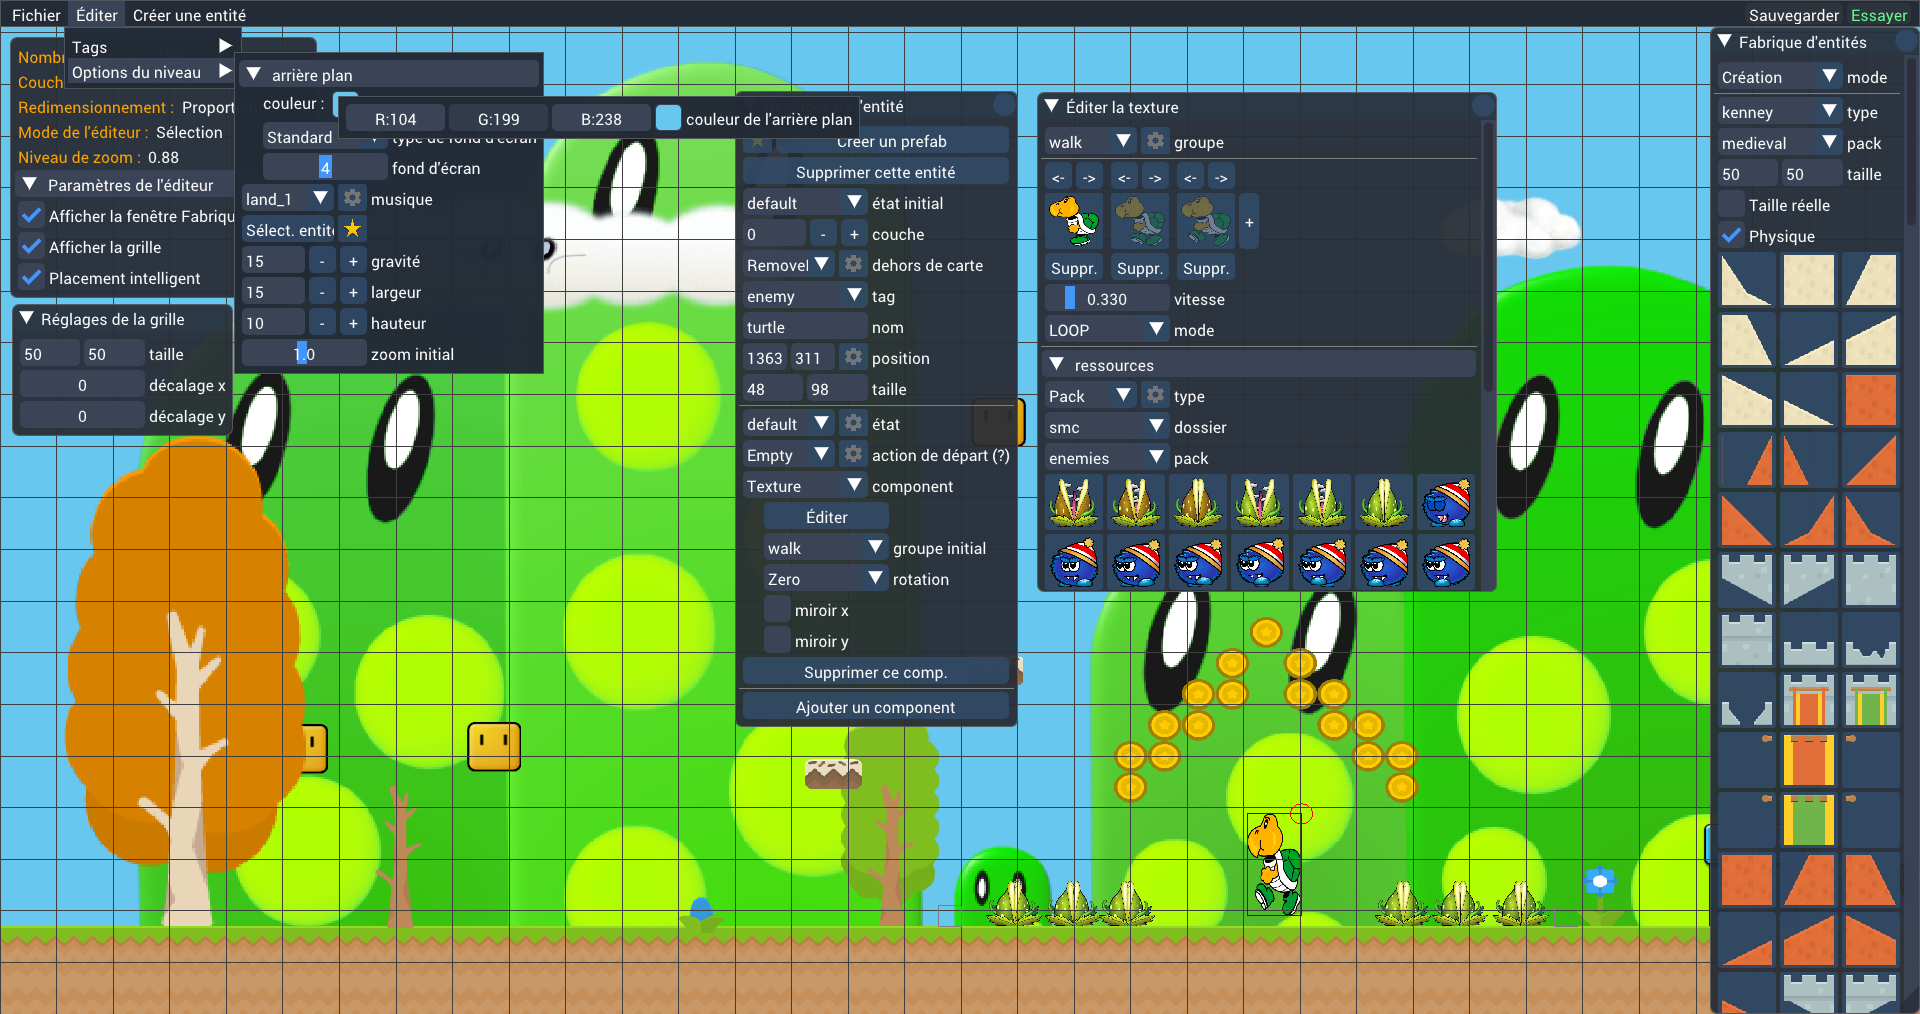 Fichier Éditer Créer une entité Sauvegarder Essayer
Tags
Options du niveau
Redimensionnement :
Mode de l'éditeur : Sélection
Niveau de zoom : 0.88
Paramètres de l'éditeur
Afficher la fenêtre
Afficher la grille
Placement intelligent
Réglages de la grille
50 50 taille
0 décalage x
0 décalage y
arrière plan
couleur :
R:104 G:199 B:238 couleur de l'arrière plan
Standard type de fond d'écran
4 fond d'écran
land_1 musique
Sélect.
15 - + gravité
15 - + largeur
10 - + hauteur
1.0 zoom initial
Créer un prefab
Supprimer cette entité
default état initial
0 - + couche
dehors de carte
enemy tag
turtle nom
1363 311 position
48 98 taille
default état
Empty action de départ (?)
Texture component
Éditer
walk groupe initial
Zero rotation
miroir x
miroir y
Supprimer ce comp.
Ajouter un component
Éditer la texture
walk groupe
<- -> <- -> <- ->
+
Suppr. Suppr. Suppr.
0.330 vitesse
LOOP mode
ressources
Pack type
smc dossier
enemies pack
Fabrique d'entités
Création mode
kenney type
medieval pack
50 50 taille
Taille réelle
Physique